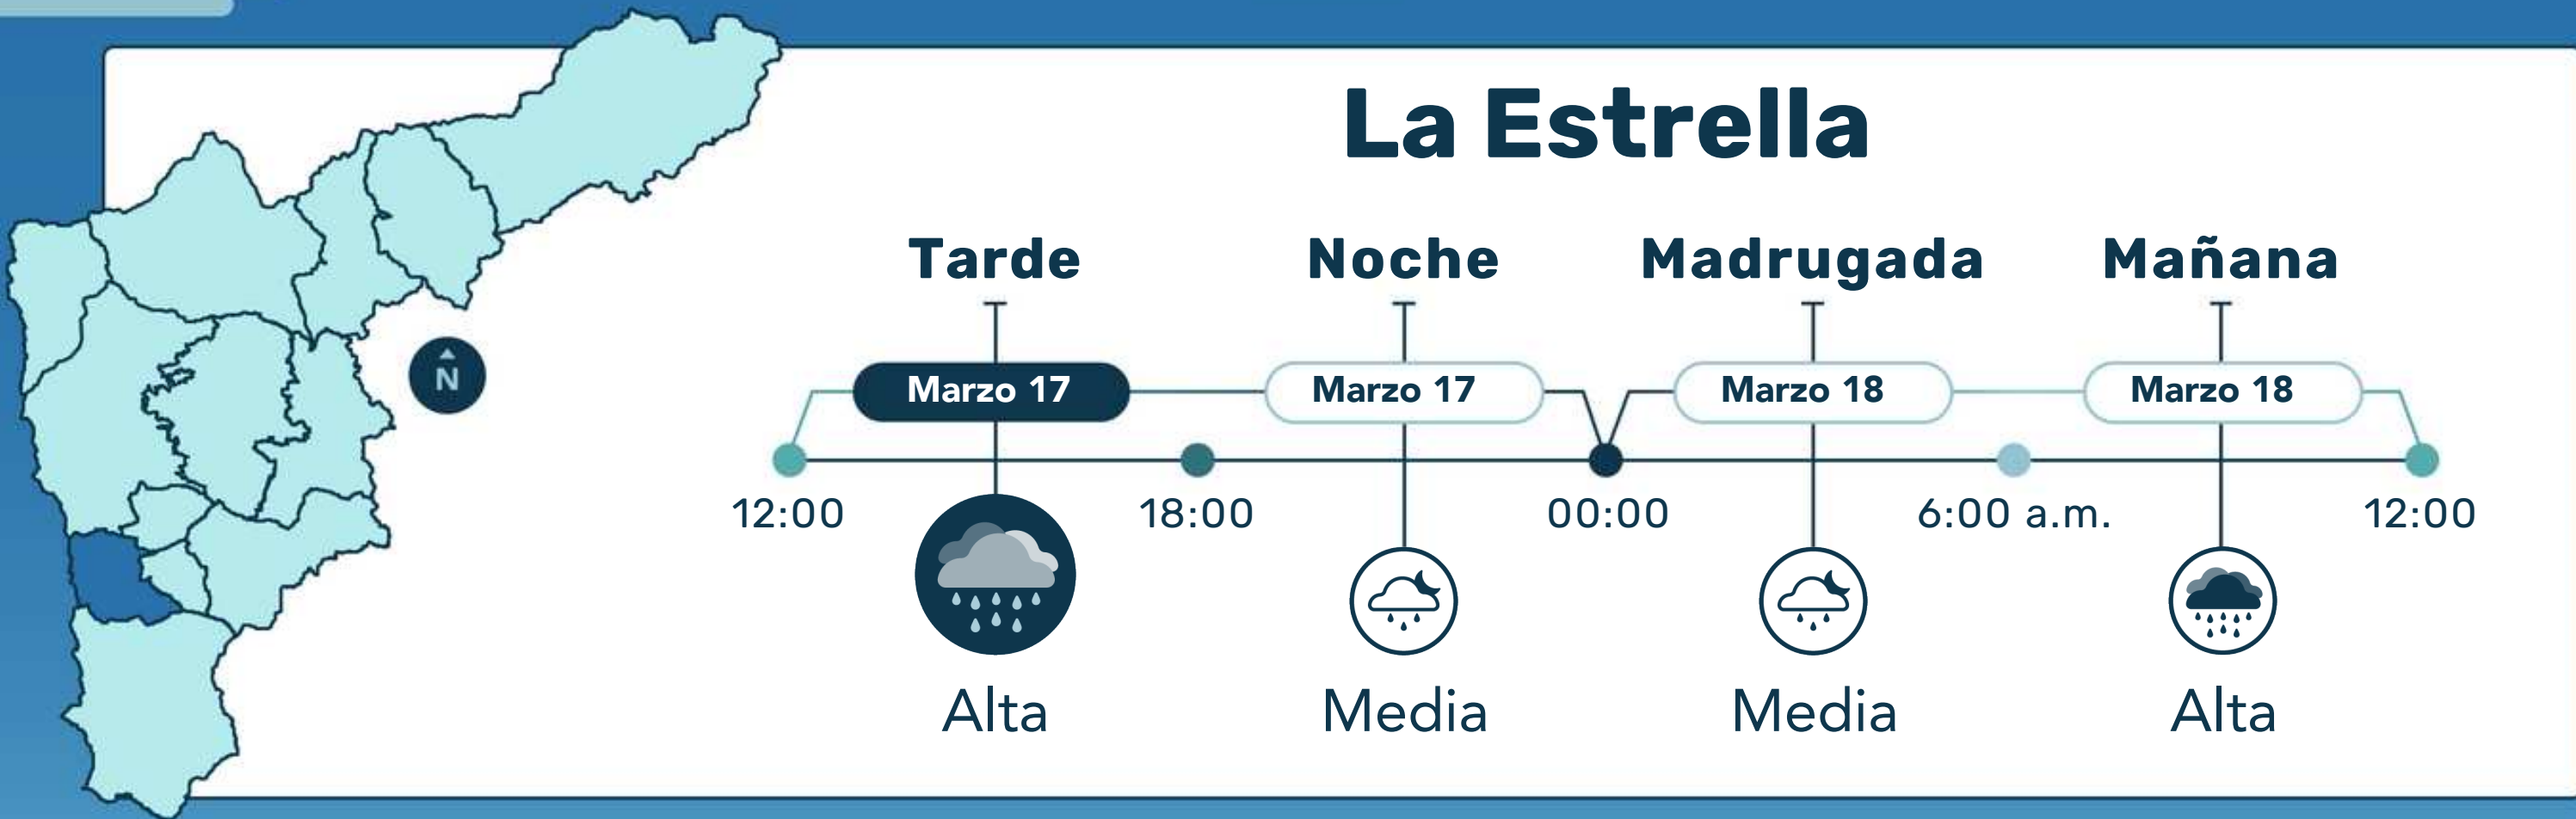 La Estrella
Tarde Noche Madrugada Mañana
N
Marzo 17 Marzo 17 Marzo 18 Marzo 18
12:00 18:00 00:00 6:00 a.m. 12:00
Alta Media Media Alta